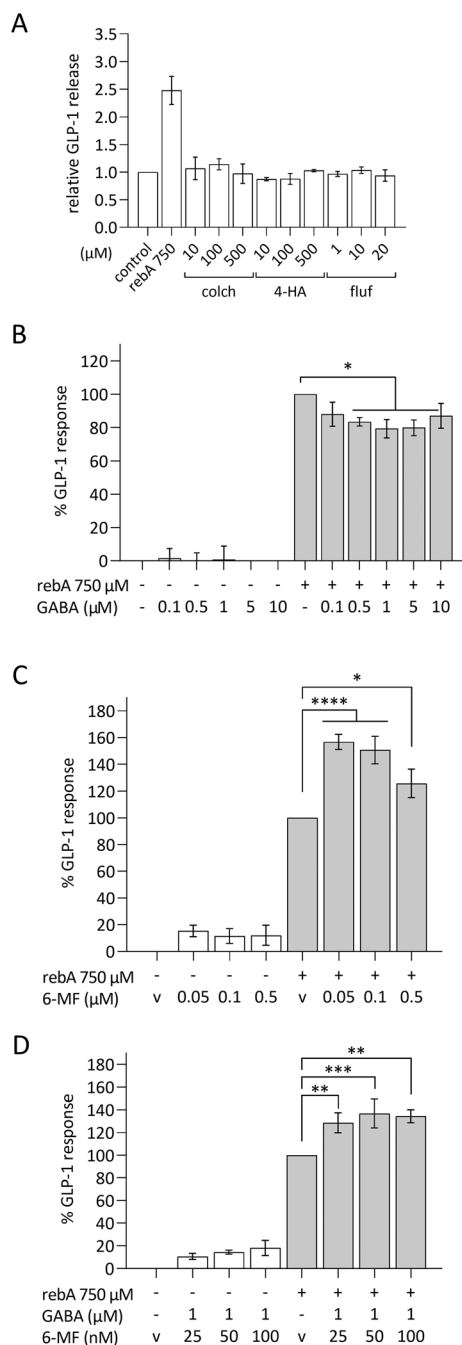 A
relative GLP-1 release
3.5
3.0
2.5
2.0
1.5
1.0
0.5
0.0
(µM) control rebA 750 10 100 500 10 100 500 1 10 20
colch 4-HA fluf
B
% GLP-1 response
120
100
80
60
40
20
0
*
rebA 750 µM - - - - - - + + + + + +
GABA (µM) - 0.1 0.5 1 5 10 - 0.1 0.5 1 5 10
C
% GLP-1 response
180
160
140
120
100
80
60
40
20
0
*
****
rebA 750 µM - - - - + + + +
6-MF (µM) v 0.05 0.1 0.5 v 0.05 0.1 0.5
D
% GLP-1 response
180
160
140
120
100
80
60
40
20
0
**
***
**
rebA 750 µM - - - - + + + +
GABA (µM) - 1 1 1 - 1 1 1
6-MF (nM) v 25 50 100 v 25 50 100